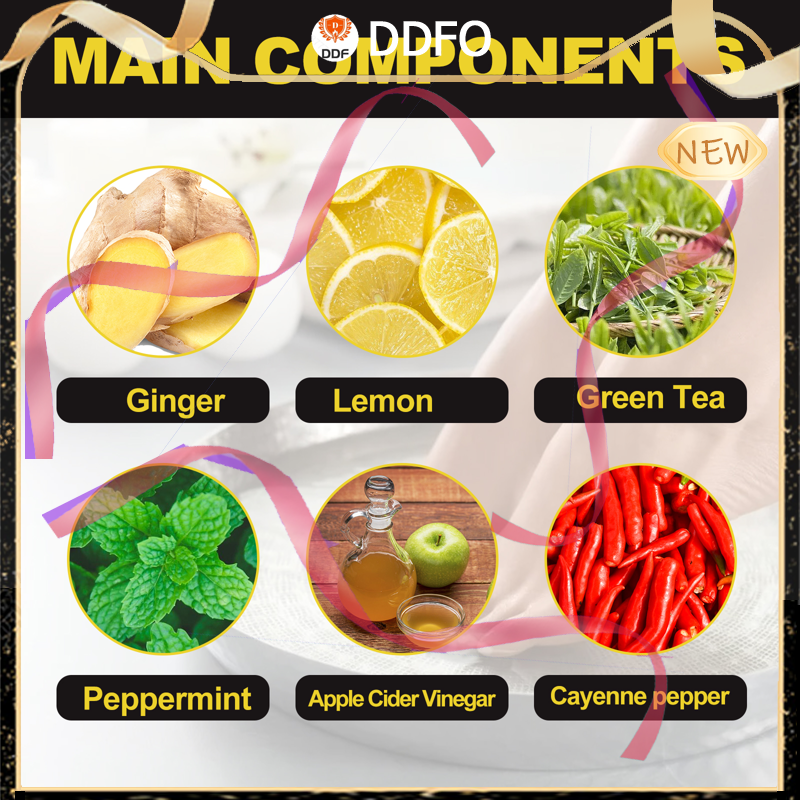 DDFO
D
DDF
MAIN COMPONENTS
NEW
Ginger
Lemon
Green Tea
Peppermint
Apple Cider Vinegar
Cayenne pepper